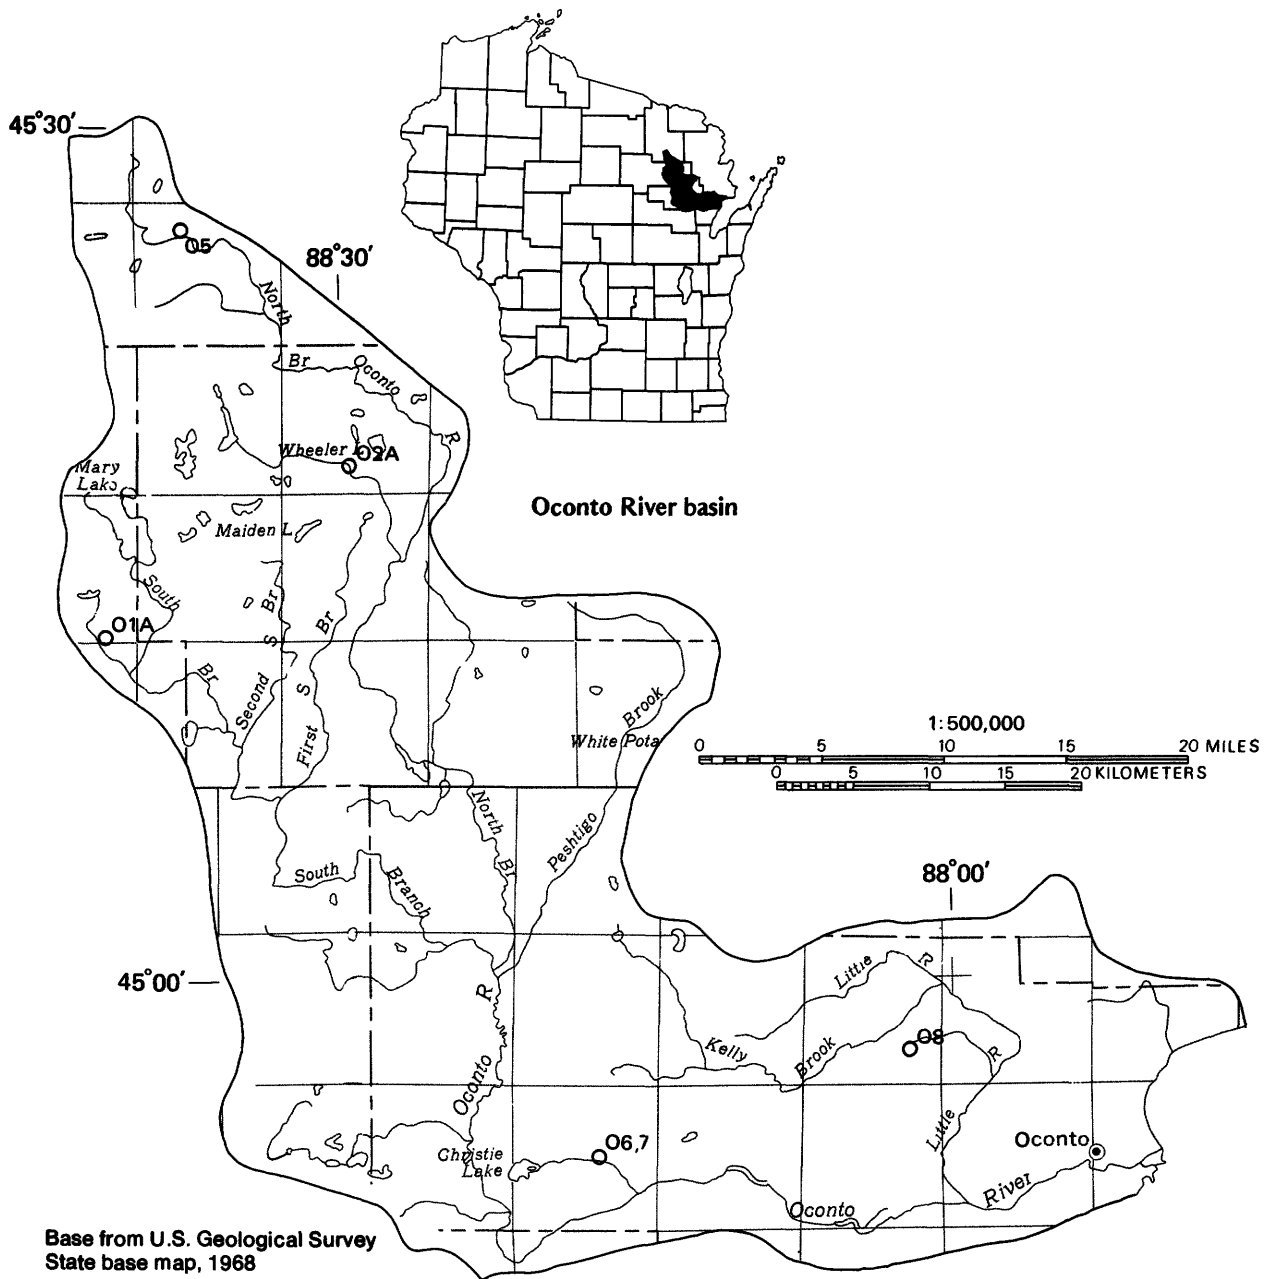 45°30'
O5
88°30'
North
Br
Oconto
R
Wheeler L
O2A
Mary
Lake
Oconto River basin
Maiden L
South
Br
S
Br
S
O1A
Br
Second
First
Brook
White Pota
1:500,000
0 5 10 15 20 MILES
0 5 10 15 20 KILOMETERS
North
Br
Peshtigo
South
Branch
88°00'
45°00'
R
Little
R
Kelly
Brook
O8
R
Oconto
Little
Oconto
O6,7
Christie
Lake
River
Oconto
Base from U.S. Geological Survey
State base map, 1968